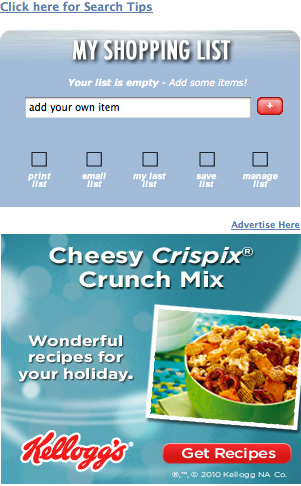 Click here for Search Tips
MY SHOPPING LIST
Your list is empty - Add some items!
add your own item
+
print list
email list
my last list
save list
manage list
Advertise Here
Cheesy Crispix®
Crunch Mix
Wonderful
recipes for
your holiday.
Kellogg's®
Get Recipes
®,™, © 2010 Kellogg NA Co.